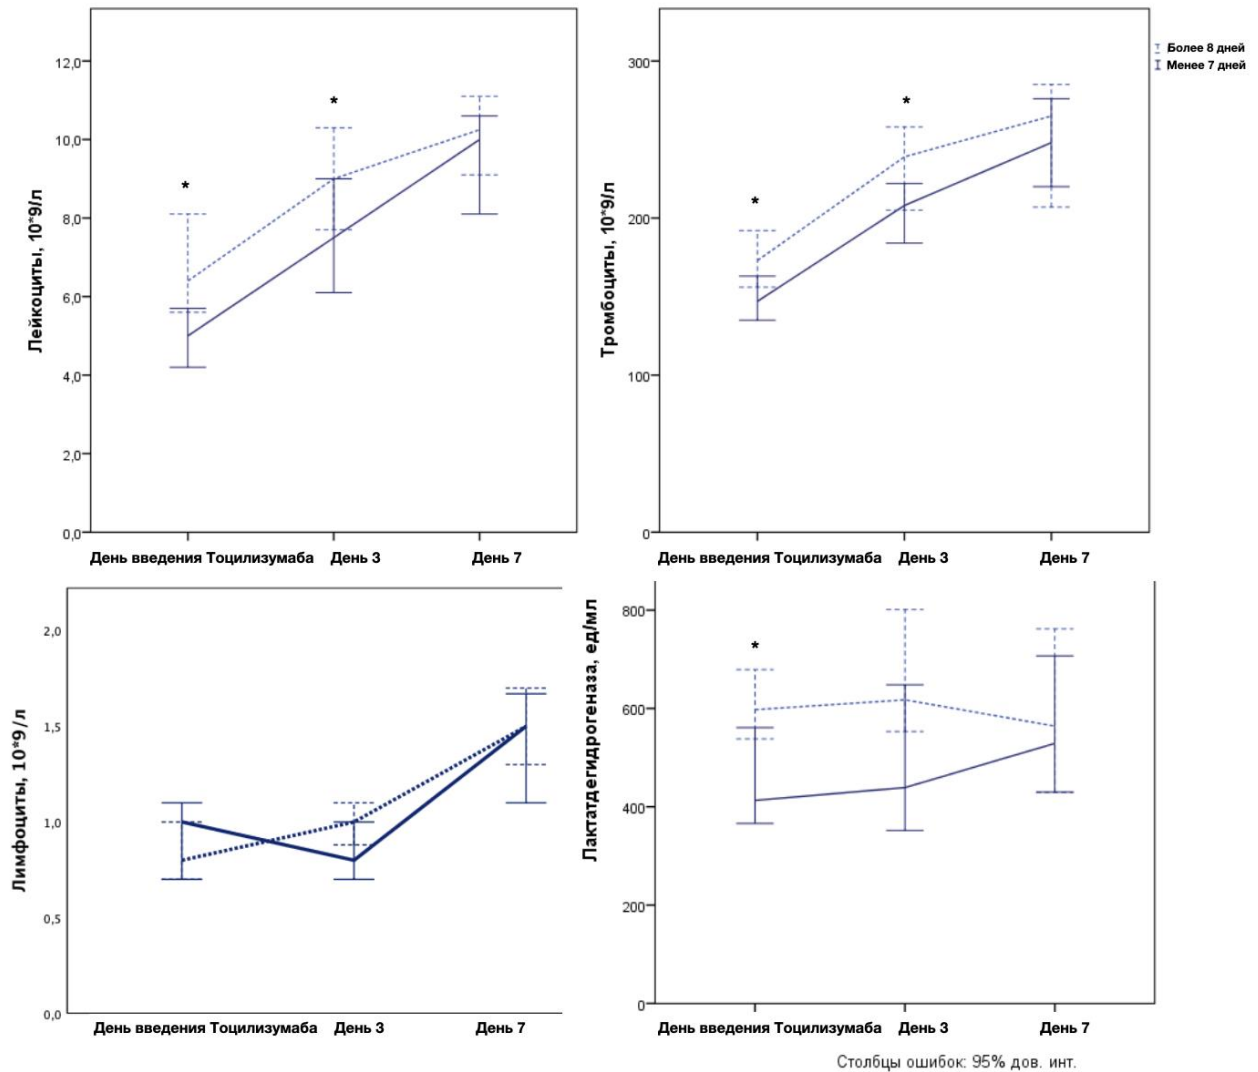 Лейкоциты, 10*9/л
12,0
10,0
8,0
6,0
4,0
2,0
0,0
*
*
День введения Тоцилизумаба День 3 День 7
Тромбоциты, 10*9/л
300
200
100
0
*
*
День введения Тоцилизумаба День 3 День 7
Более 8 дней
Менее 7 дней
Лимфоциты, 10*9/л
2,0
1,5
1,0
0,5
0,0
День введения Тоцилизумаба День 3 День 7
Лактатдегидрогеназа, ед/мл
800
600
400
200
0
*
День введения Тоцилизумаба День 3 День 7
Столбцы ошибок: 95% дов. инт.